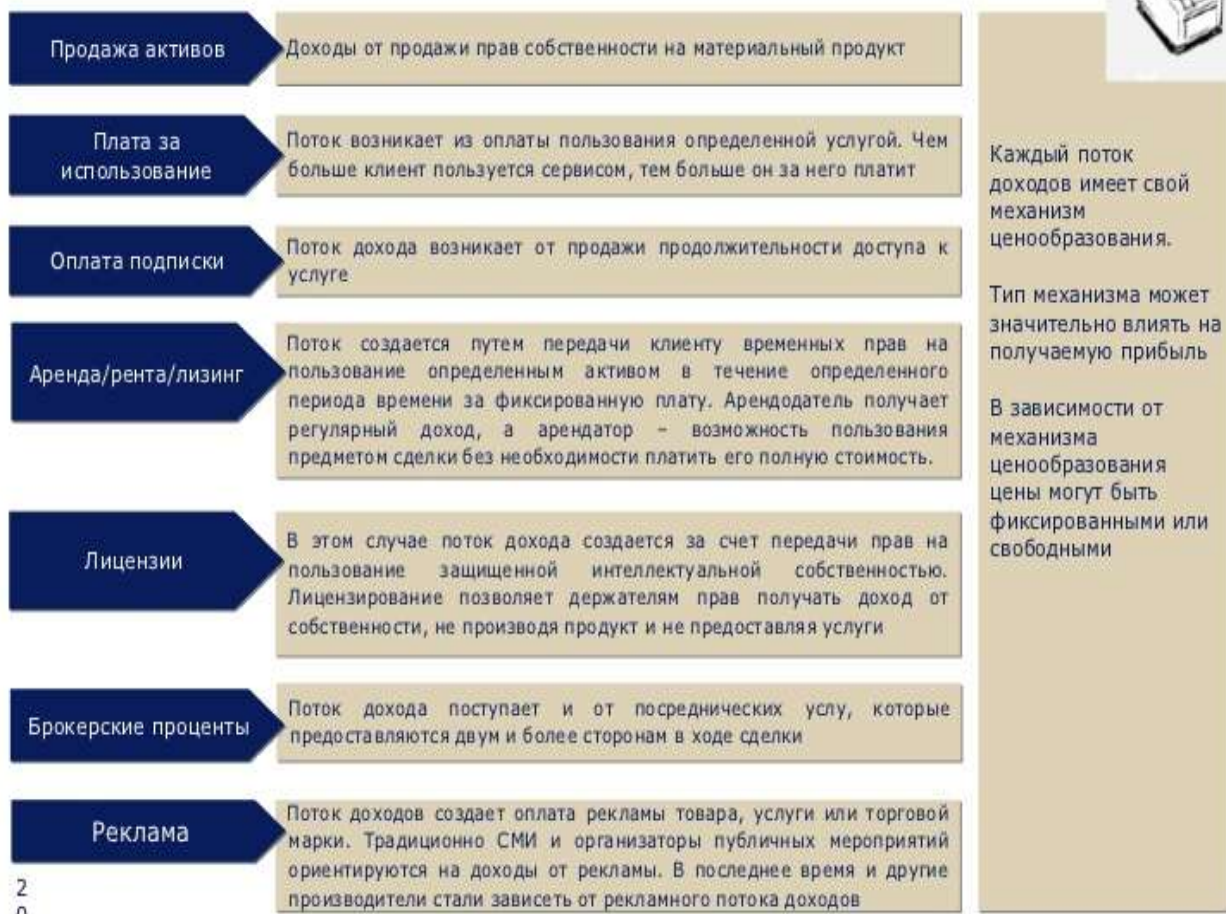 Продажа активов
Доходы от продажи прав собственности на материальный продукт
Плата за
использование
Поток возникает из оплаты пользования определенной услугой. Чем
больше клиент пользуется сервисом, тем больше он за него платит
Оплата подписки
Поток дохода возникает от продажи продолжительности доступа к
услуге
Аренда/рента/лизинг
Поток создается путем передачи клиенту временных прав на
пользование определенным активом в течение определенного
периода времени за фиксированную плату. Арендодатель получает
регулярный доход, а арендатор – возможность пользования
предметом сделки без необходимости платить его полную стоимость.
Лицензии
В этом случае поток дохода создается за счет передачи прав на
пользование защищенной интеллектуальной собственностью.
Лицензирование позволяет держателям прав получать доход от
собственности, не производя продукт и не предоставляя услуги
Брокерские проценты
Поток дохода поступает и от посреднических услу, которые
предоставляются двум и более сторонам в ходе сделки
Реклама
Поток доходов создает оплата рекламы товара, услуги или торговой
марки. Традиционно СМИ и организаторы публичных мероприятий
ориентируются на доходы от рекламы. В последнее время и другие
производители стали зависеть от рекламного потока доходов
Каждый поток
доходов имеет свой
механизм
ценообразования.
Тип механизма может
значительно влиять на
получаемую прибыль
В зависимости от
механизма
ценообразования
цены могут быть
фиксированными или
свободными
2